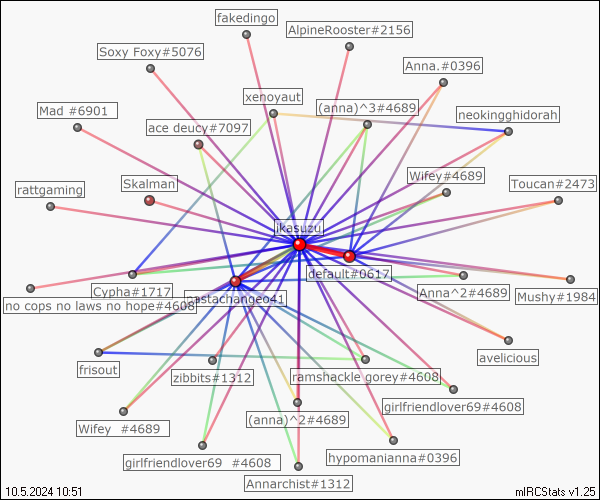 fakedingo
AlpineRooster#2156
Soxy Foxy#5076
Anna.#0396
xenoyaut
Mad #6901
(anna)^3#4689
neokingghidorah
ace deucy#7097
Wifey#4689
Skalman
Toucan#2473
rattgaming
ikasuzu
default#0617
Cypha#1717
Anna^2#4689
Mushy#1984
no cops no laws no hope#4608
pastachangeo41
avelicious
frisout
zibbits#1312
ramshackle gorey#4608
girlfriendlover69#4608
(anna)^2#4689
Wifey  #4689
hypomanianna#0396
girlfriendlover69  #4608
Annarchist#1312
10.5.2024 10:51
mIRCStats v1.25